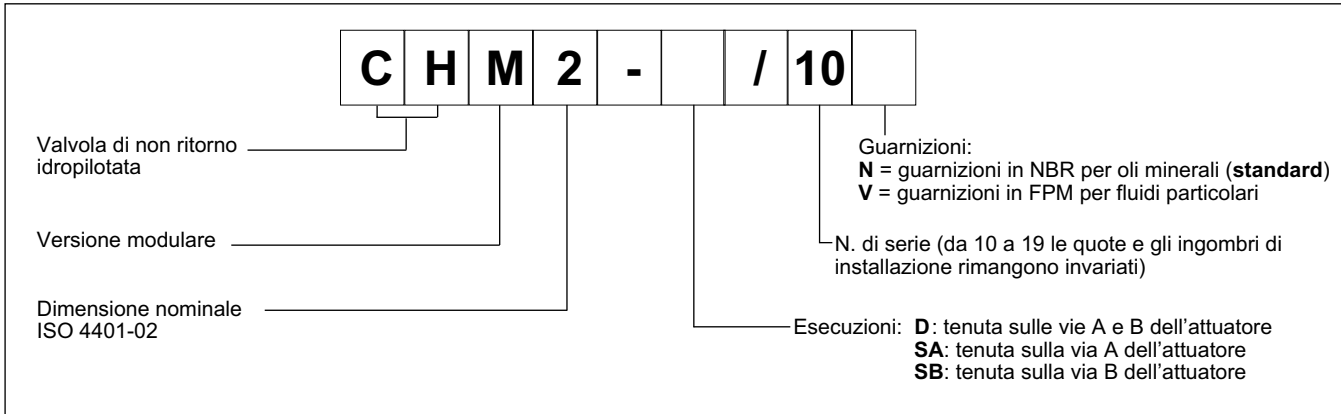 C H M 2 - / 10
Valvola di non ritorno
idropilotata
Versione modulare
Dimensione nominale
ISO 4401-02
Guarnizioni:
N = guarnizioni in NBR per oli minerali (standard)
V = guarnizioni in FPM per fluidi particolari
N. di serie (da 10 a 19 le quote e gli ingombri di
installazione rimangono invariati)
Esecuzioni: D: tenuta sulle vie A e B dell'attuatore
SA: tenuta sulla via A dell'attuatore
SB: tenuta sulla via B dell'attuatore